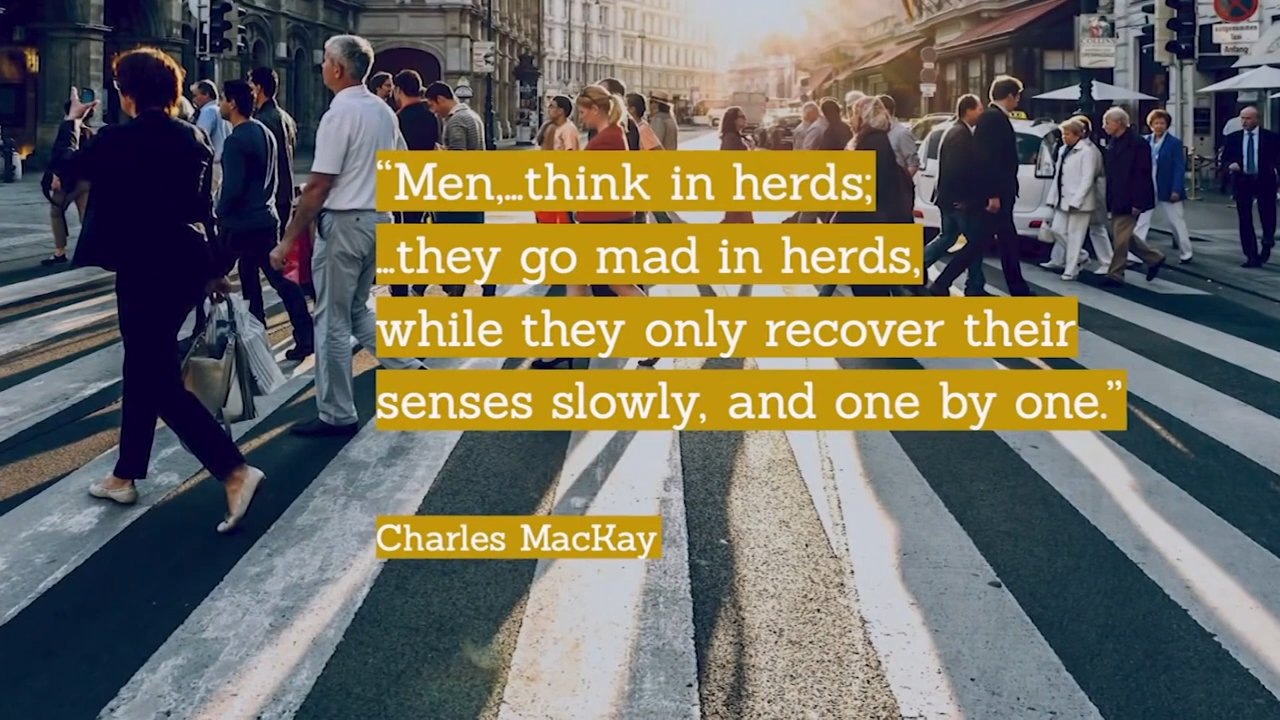 “Men,...think in herds;
...they go mad in herds,
while they only recover their
senses slowly, and one by one.”
Charles MacKay
Anfang